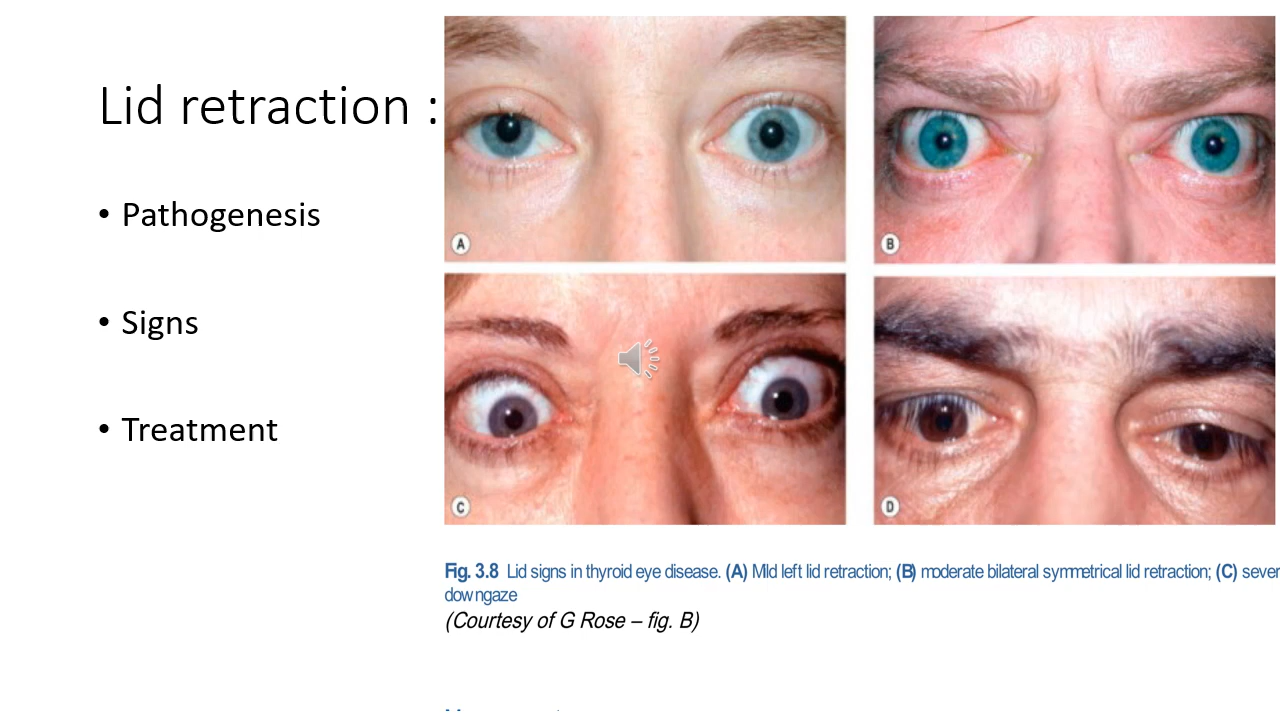 Lid retraction :
• Pathogenesis
• Signs
• Treatment
A
B
C
D
Fig. 3.8 Lid signs in thyroid eye disease. (A) Mild left lid retraction; (B) moderate bilateral symmetrical lid retraction; (C) sever
downgaze
(Courtesy of G Rose – fig. B)